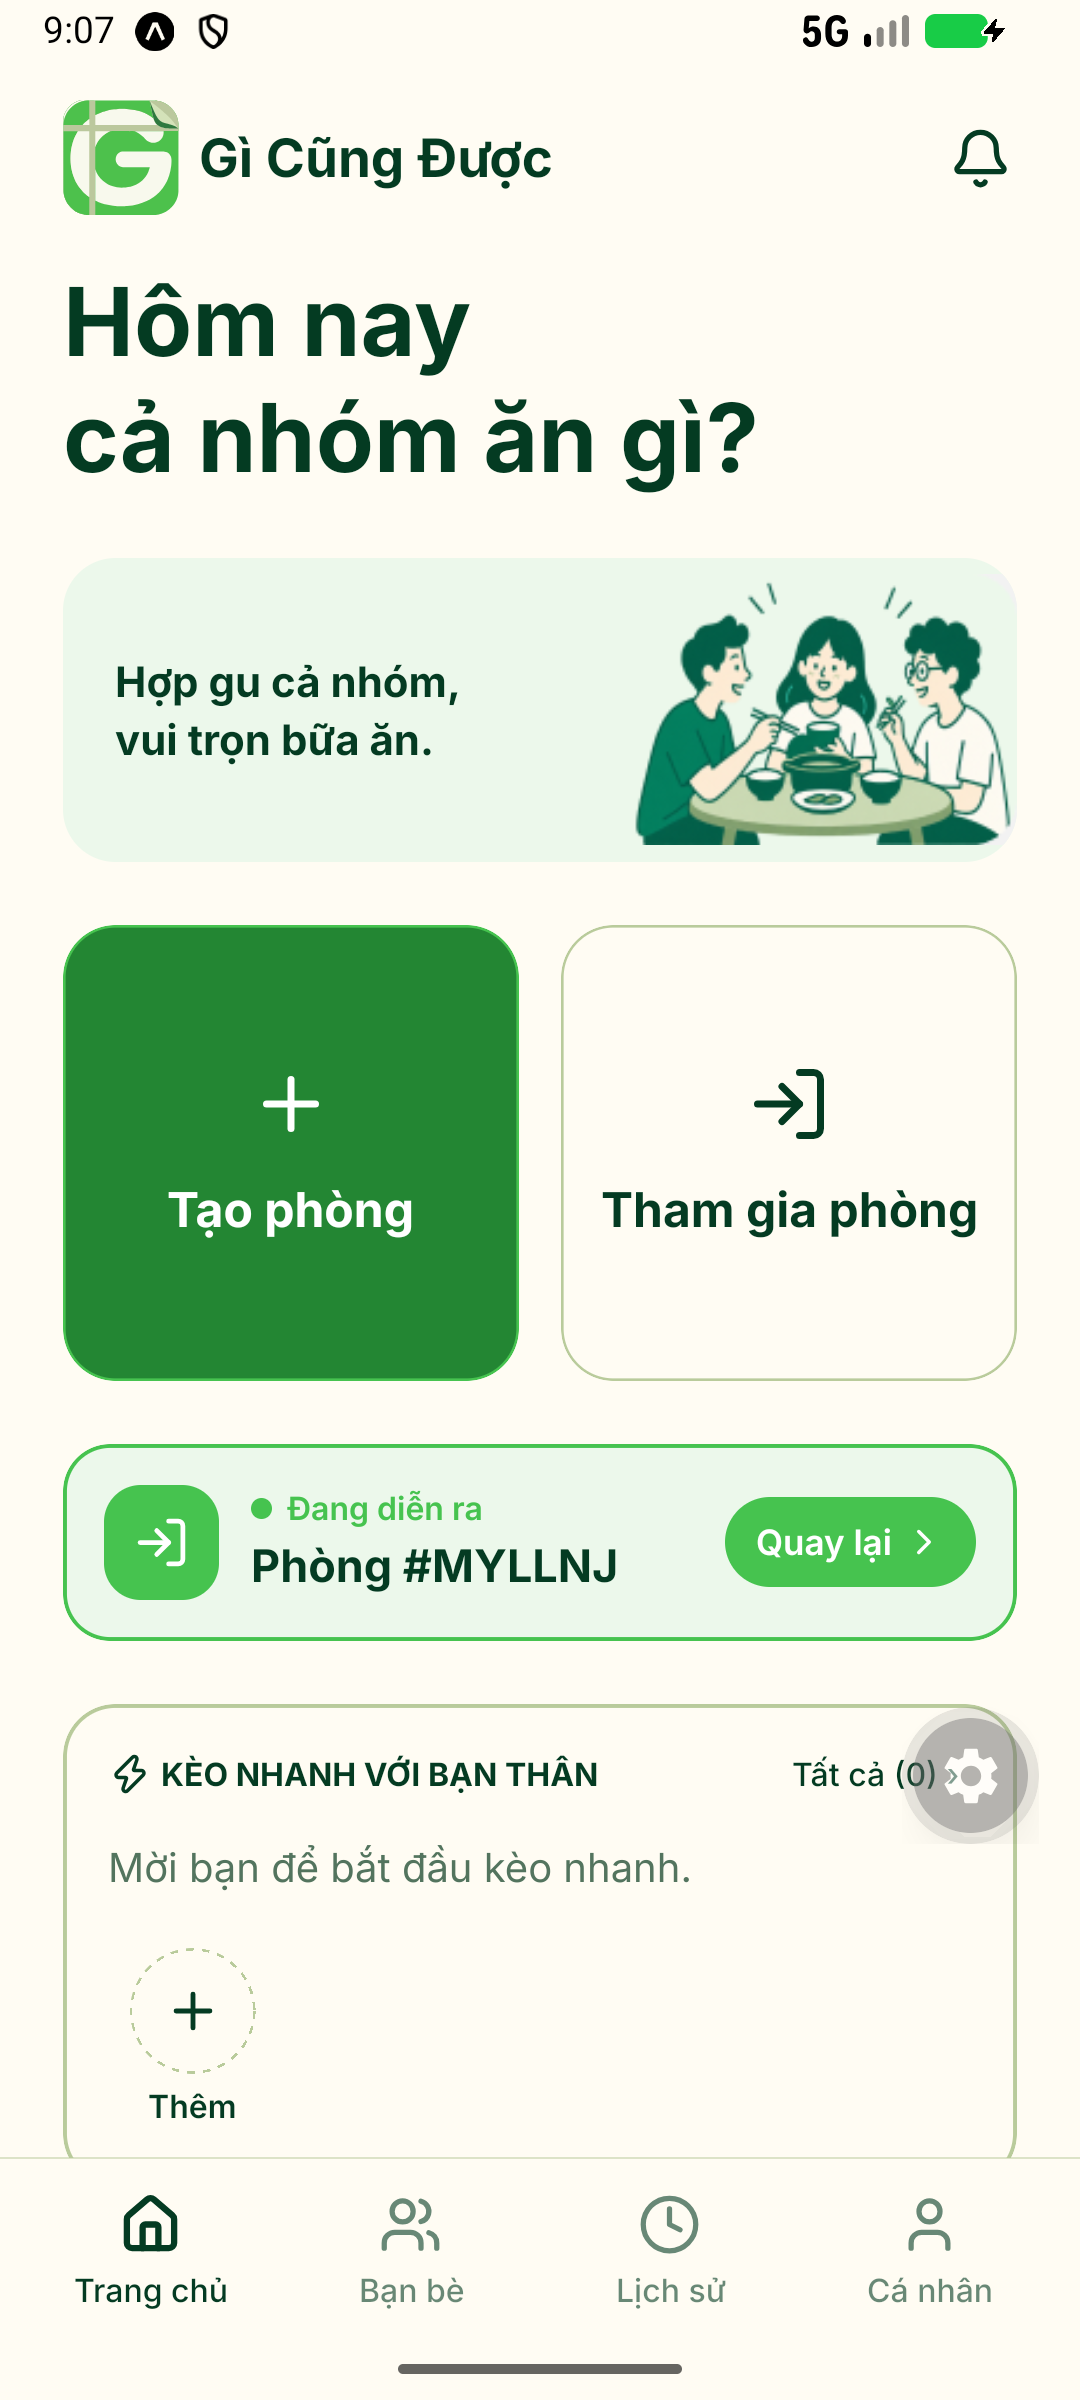 9:07
5G
Gì Cũng Được
Hôm nay
cả nhóm ăn gì?
Hợp gu cả nhóm,
vui trọn bữa ăn.
Tạo phòng
Tham gia phòng
Đang diễn ra
Phòng #MYLLNJ
Quay lại
KÈO NHANH VỚI BẠN THÂN
Tất cả (0) ›
Mời bạn để bắt đầu kèo nhanh.
Thêm
Trang chủ
Bạn bè
Lịch sử
Cá nhân